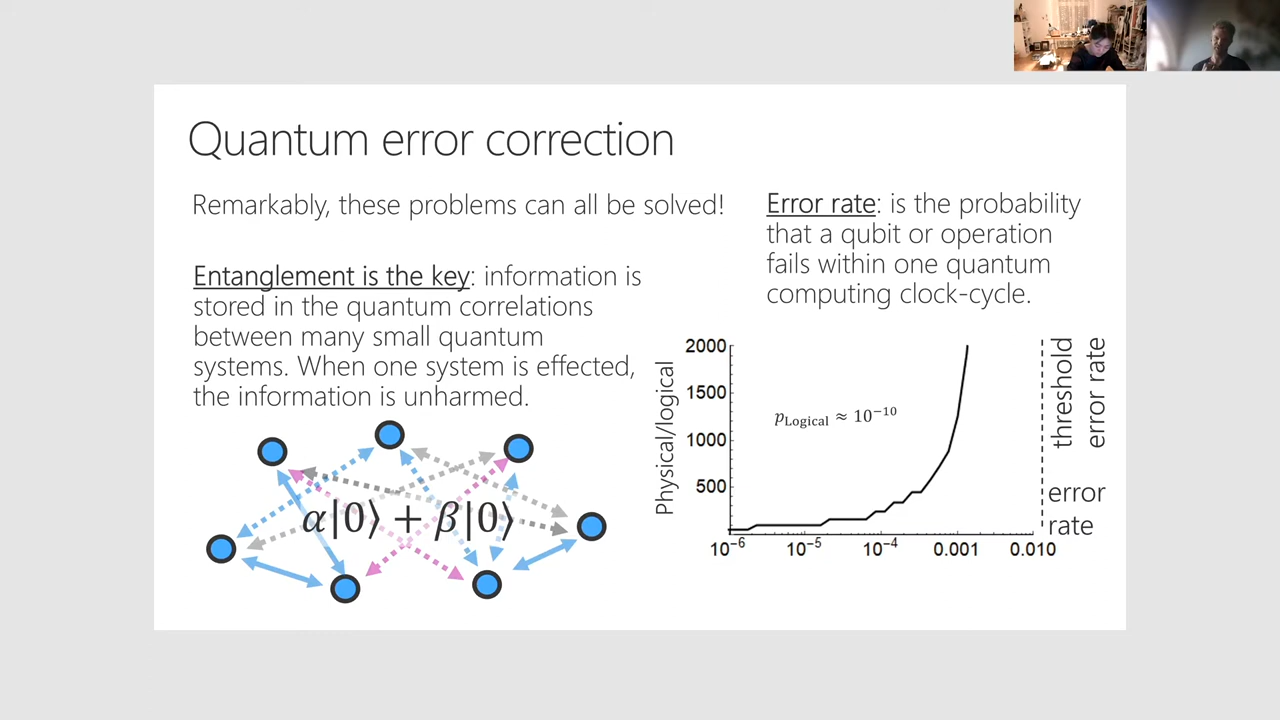 Quantum error correction
Remarkably, these problems can all be solved!
Entanglement is the key: information is
stored in the quantum correlations
between many small quantum
systems. When one system is effected,
the information is unharmed.
α|0⟩ + β|0⟩
Error rate: is the probability
that a qubit or operation
fails within one quantum
computing clock-cycle.
Physical/logical
2000
1500
1000
500
p_Logical ≈ 10⁻¹⁰
10⁻⁶ 10⁻⁵ 10⁻⁴ 0.001 0.010
threshold
error rate
error
rate